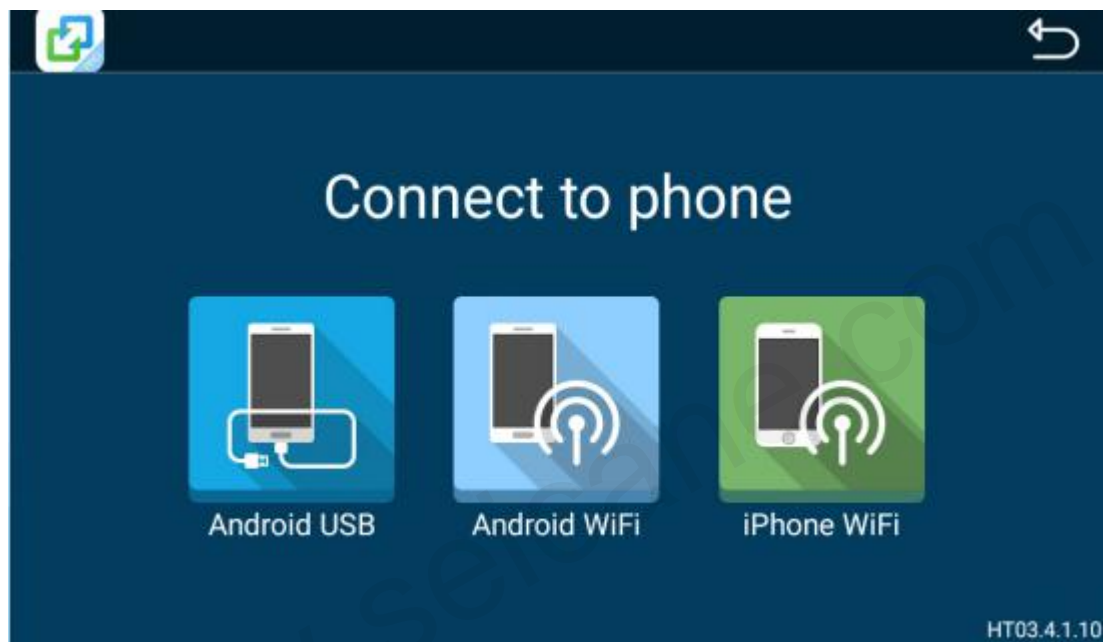 Connect to phone
Android USB
Android WiFi
iPhone WiFi
HT03.4.1.10